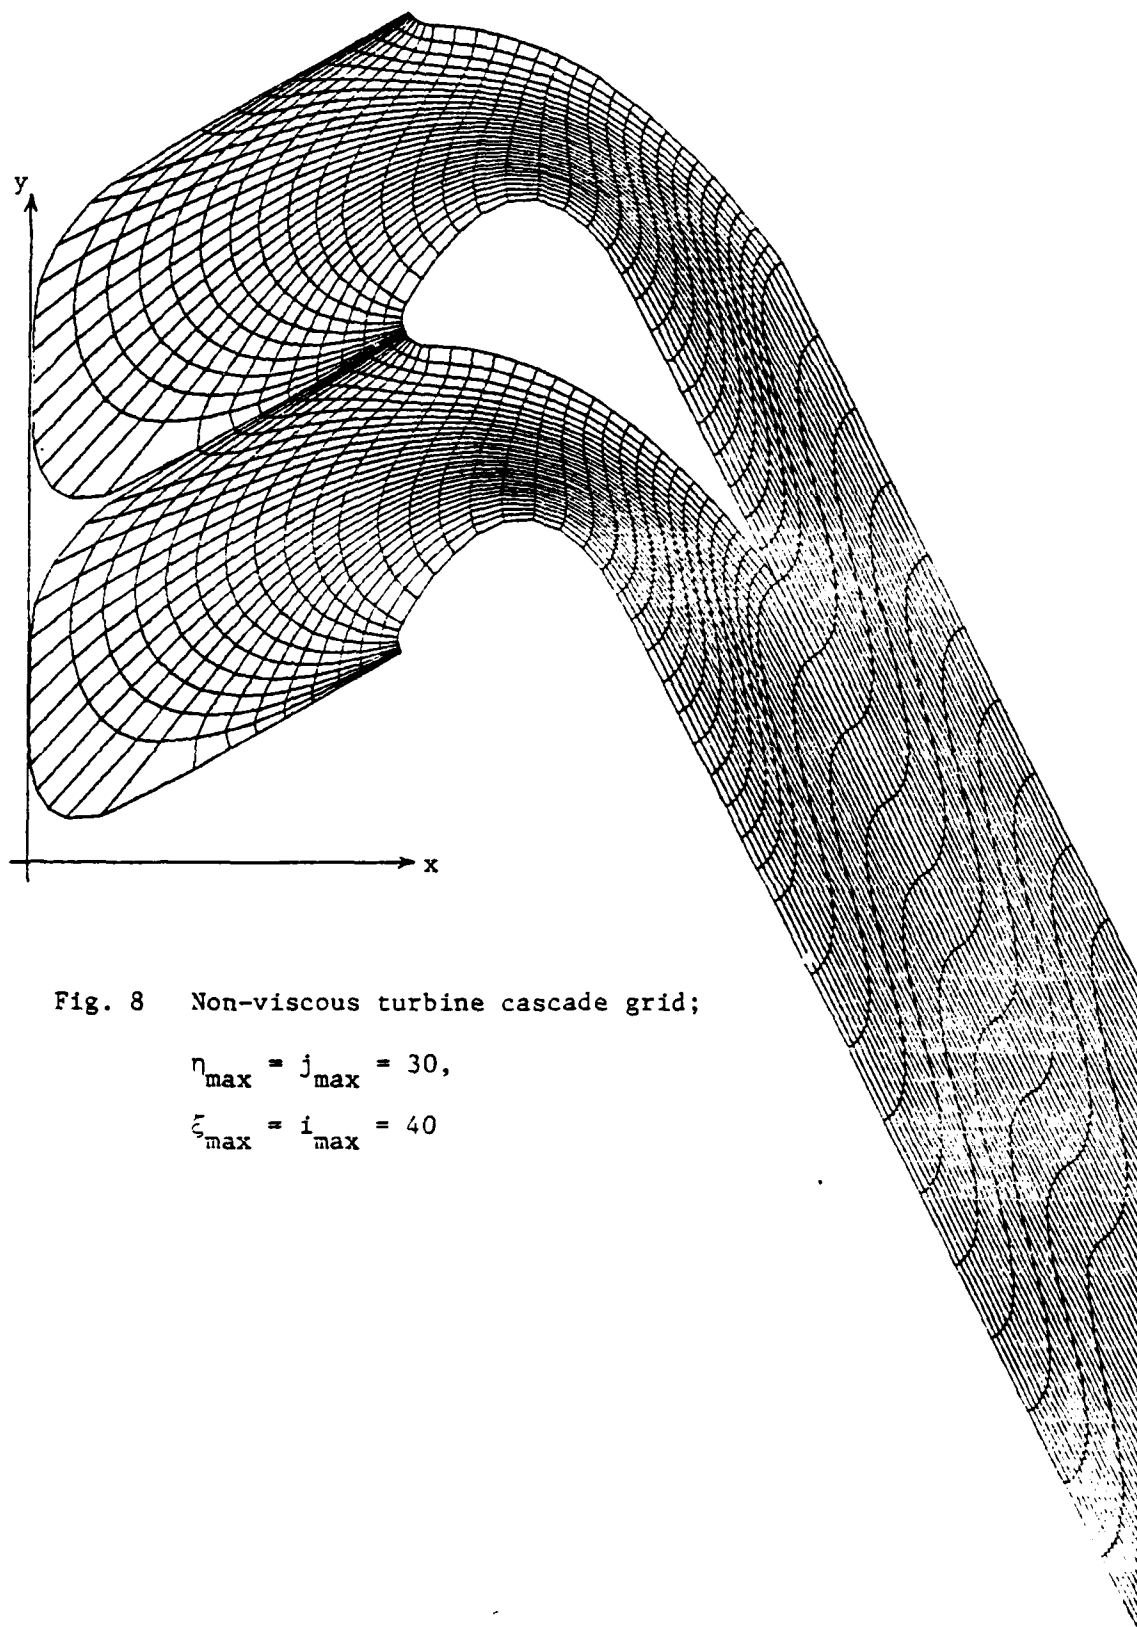 y
x
Fig. 8 Non-viscous turbine cascade grid;
η_max = j_max = 30,
ξ_max = i_max = 40